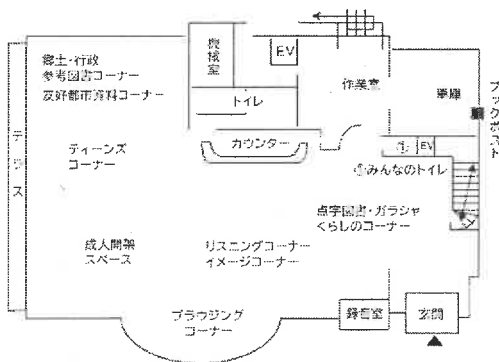 郷土・行政
参考図書コーナー
友好都市資料コーナー
機械室
EV
作業室
車庫
ブックポスト
トイレ
テラス
ティーンズ
コーナー
カウンター
EV
みんなのトイレ
点字図書・ガラシャ
くらしのコーナー
成人開架
スペース
リスニングコーナー
イメージコーナー
ブラウジング
コーナー
録音室
玄関